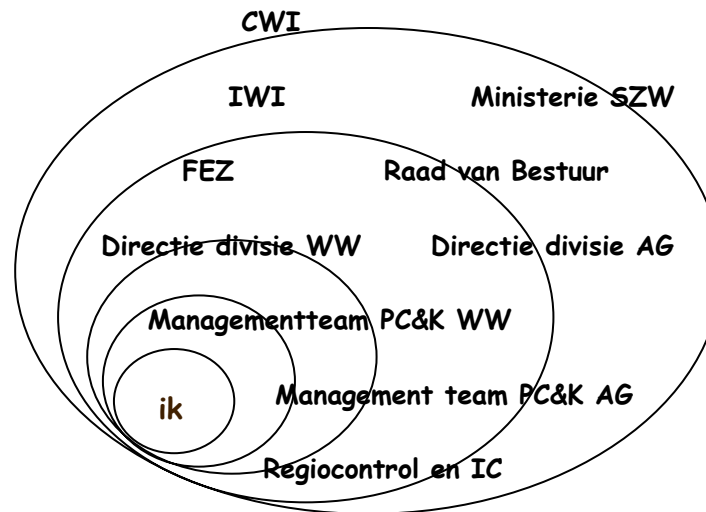 CWI
IWI Ministerie SZW
FEZ Raad van Bestuur
Directie divisie WW Directie divisie AG
Managementteam PC&K WW
Management team PC&K AG
ik
Regiocontrol en IC